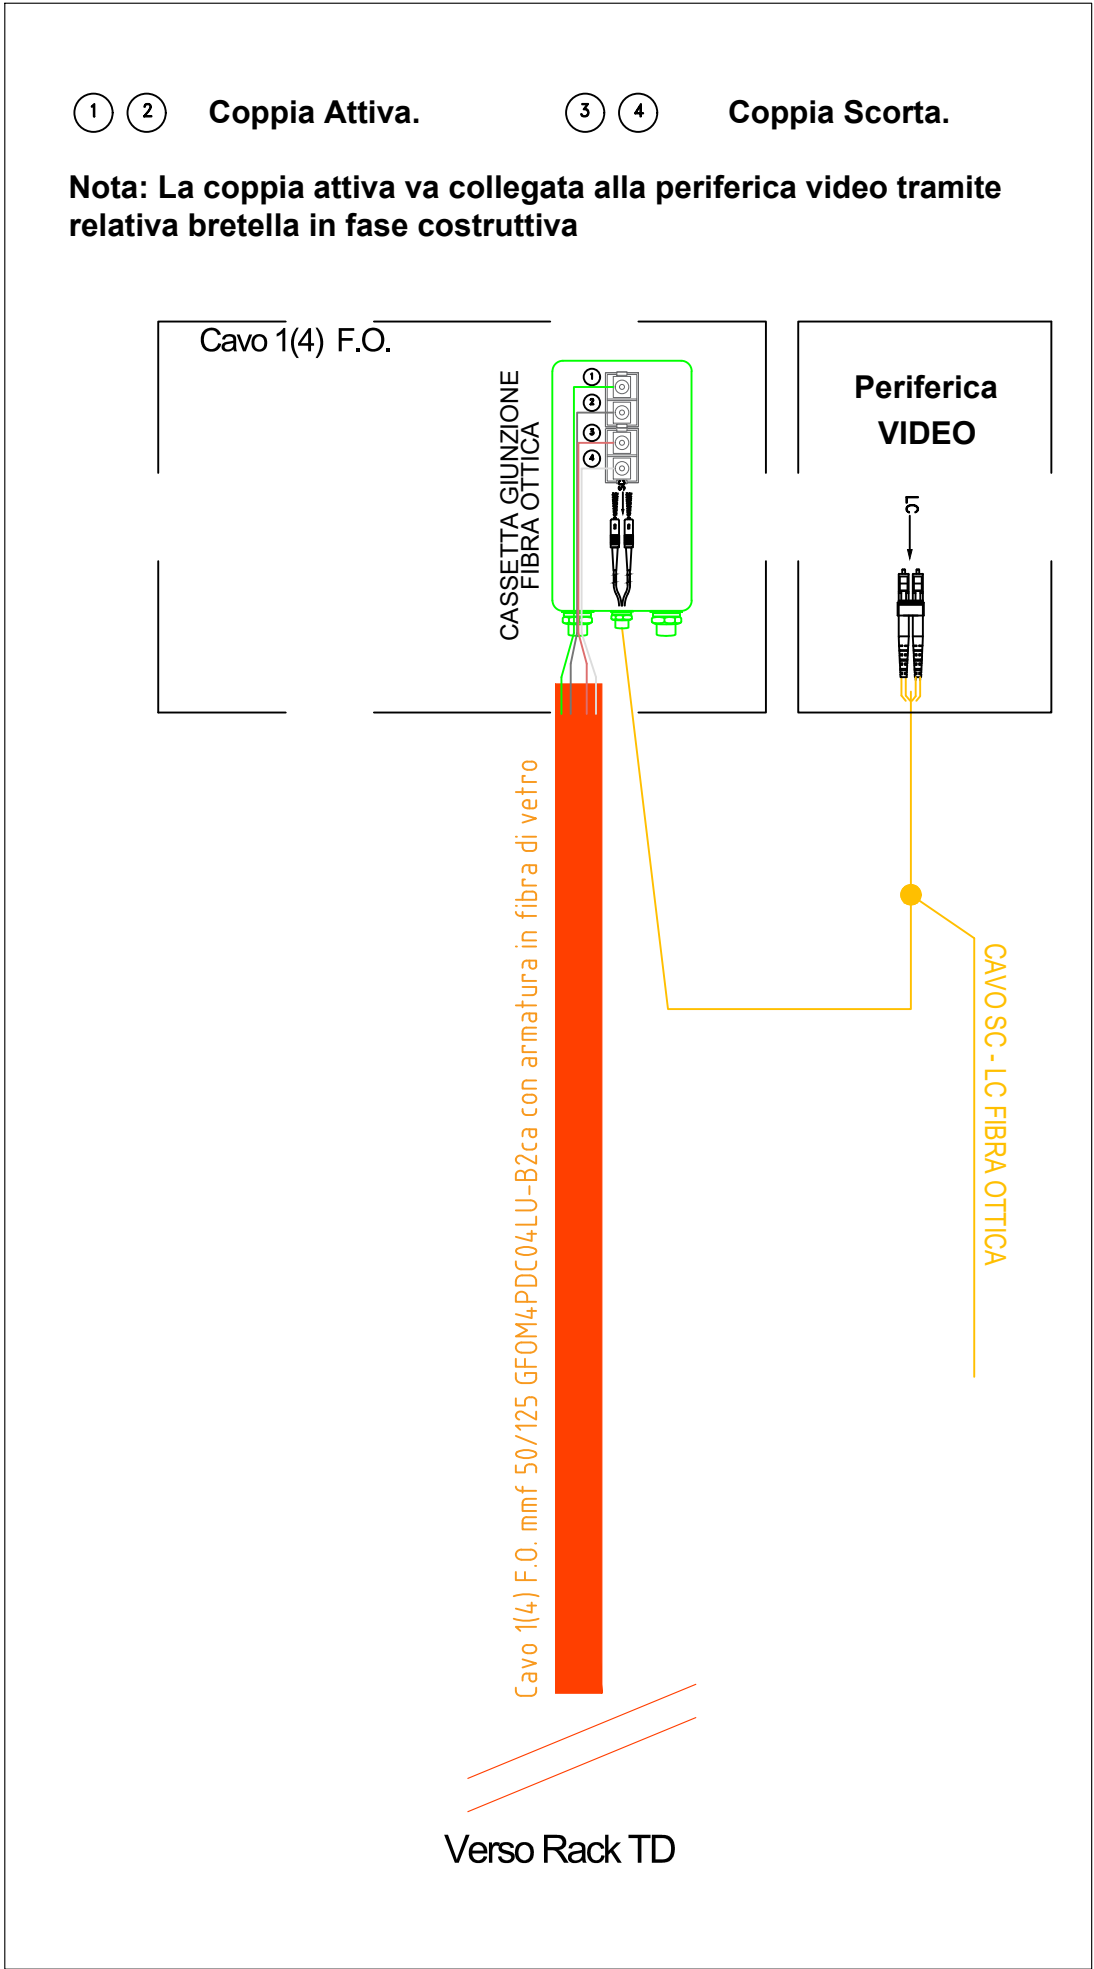 1 2 Coppia Attiva. 3 4 Coppia Scorta.
Nota: La coppia attiva va collegata alla periferica video tramite
relativa bretella in fase costruttiva
Cavo 1(4) F.O.
CASSETTA GIUNZIONE
FIBRA OTTICA
1
2
3
4
SC
Periferica
VIDEO
LC
Cavo 1(4) F.O. mmf 50/125 GFOM4PDC04LU-B2ca con armatura in fibra di vetro
CAVO SC - LC FIBRA OTTICA
Verso Rack TD